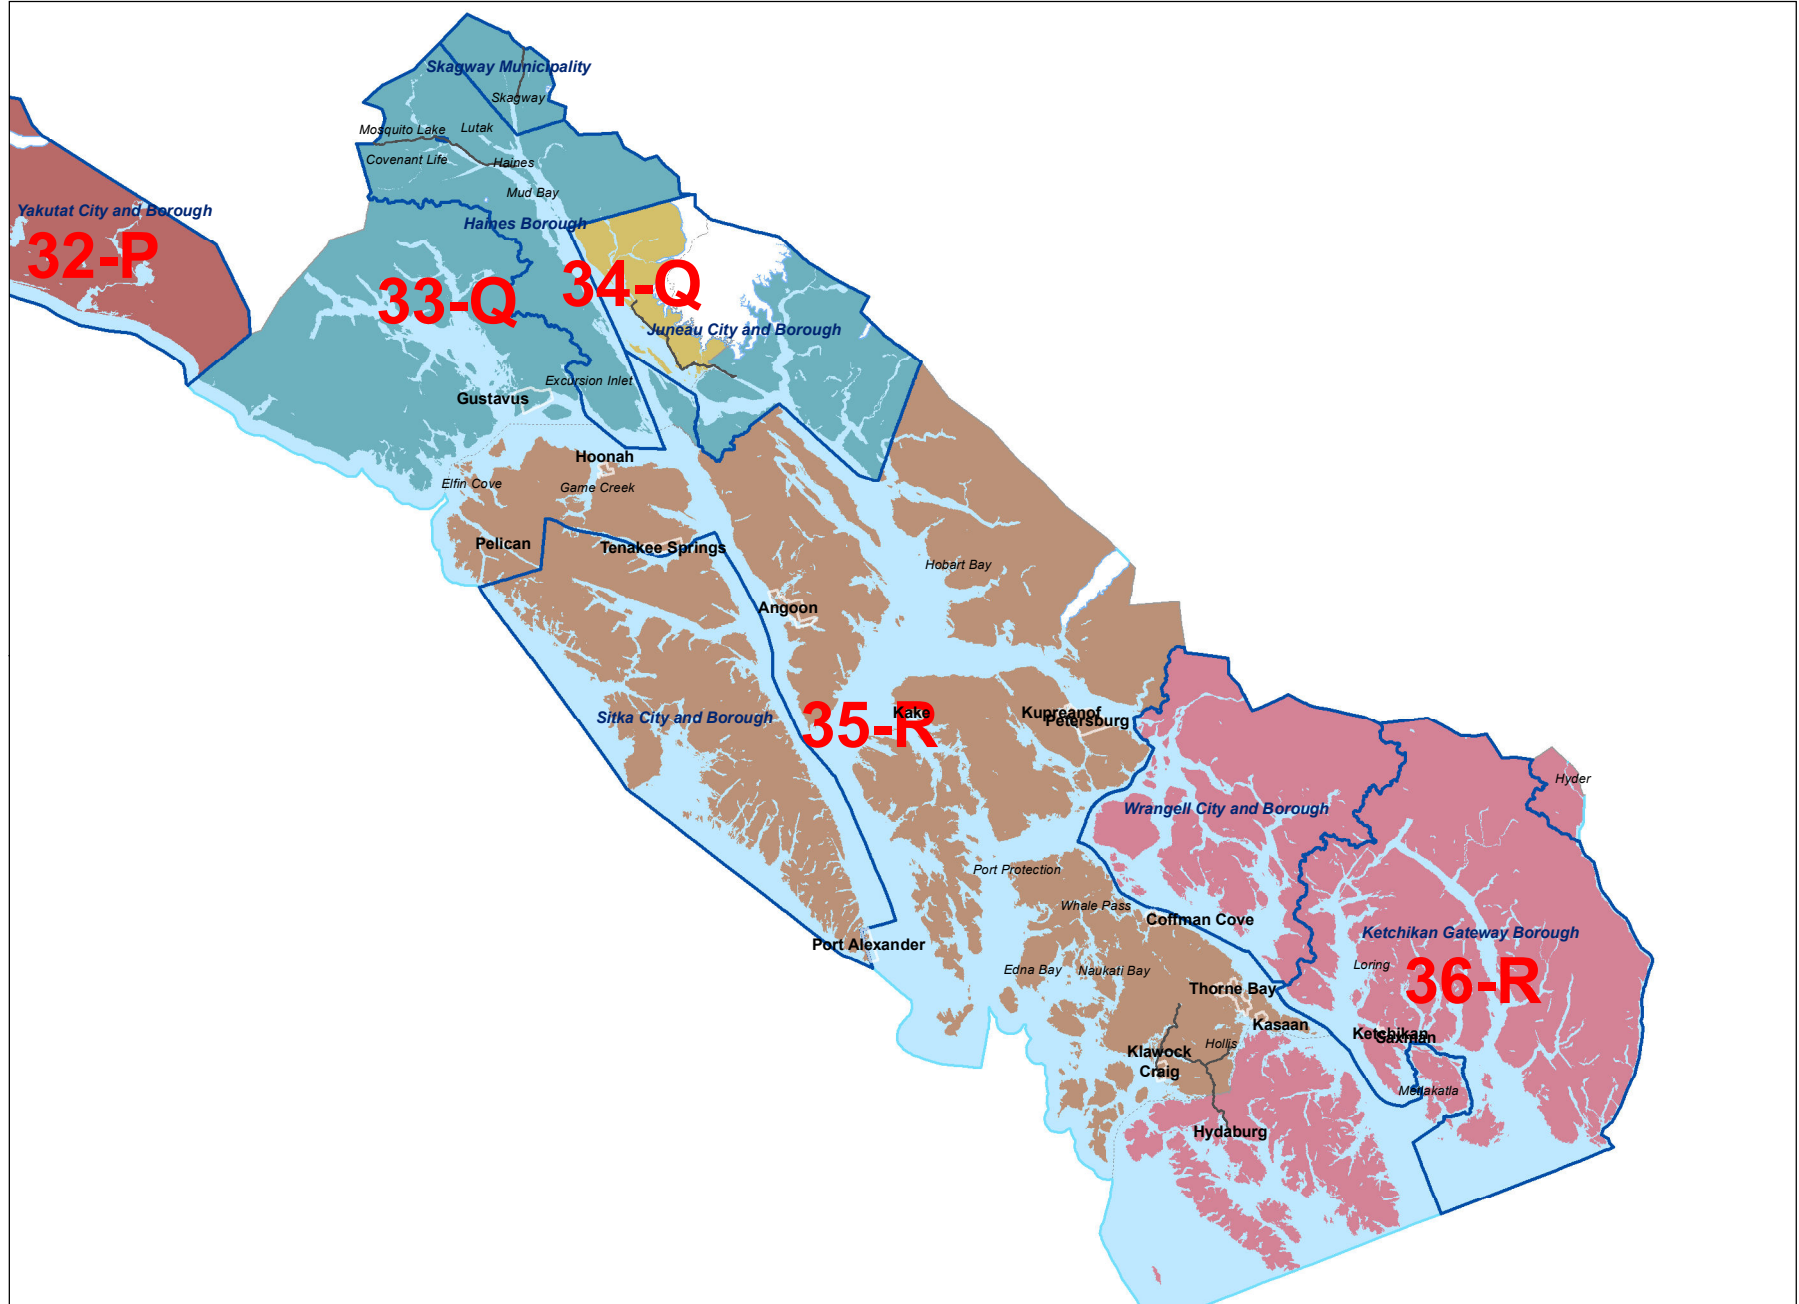 Skagway Municipality
Skagway
Mosquito Lake
Lutak
Covenant Life
Haines
Mud Bay
Yakutat City and Borough
Haines Borough
32-P
33-Q
34-Q
Juneau City and Borough
Excursion Inlet
Gustavus
Hoonah
Elfin Cove
Game Creek
Pelican
Tenakee Springs
Hobart Bay
Angoon
Sitka City and Borough
35-R
Kake
Kupreanof
Petersburg
Hyder
Wrangell City and Borough
Port Protection
Whale Pass
Coffman Cove
Port Alexander
Ketchikan Gateway Borough
Edna Bay
Naukati Bay
Loring
36-R
Thorne Bay
Kasaan
Ketchikan
Saxman
Hollis
Klawock
Craig
Metlakatla
Hydaburg